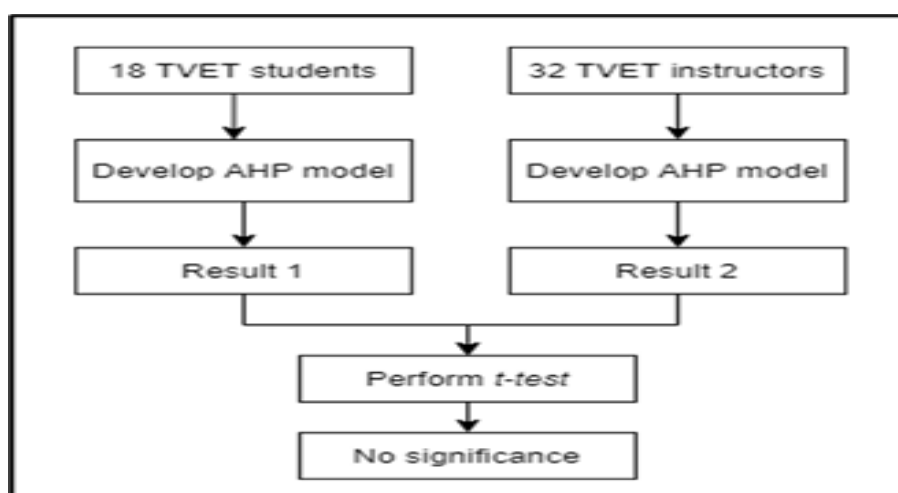 18 TVET students
32 TVET instructors
Develop AHP model
Develop AHP model
Result 1
Result 2
Perform t-test
No significance